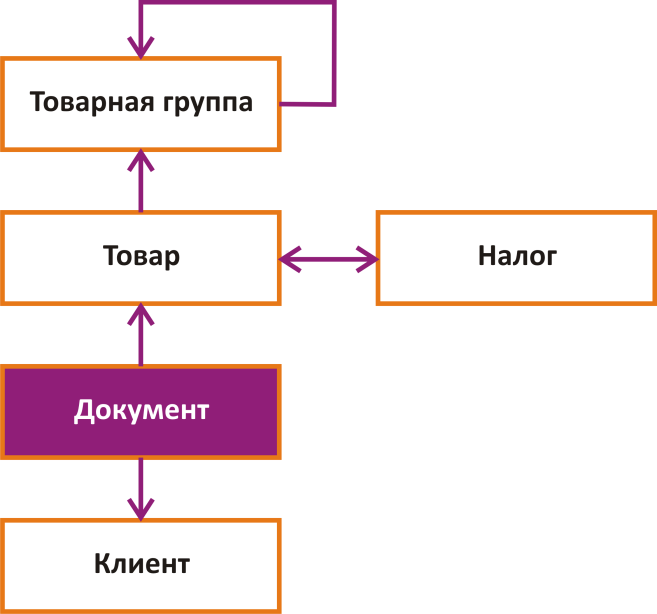 Товарная группа
Товар
Налог
Документ
Клиент